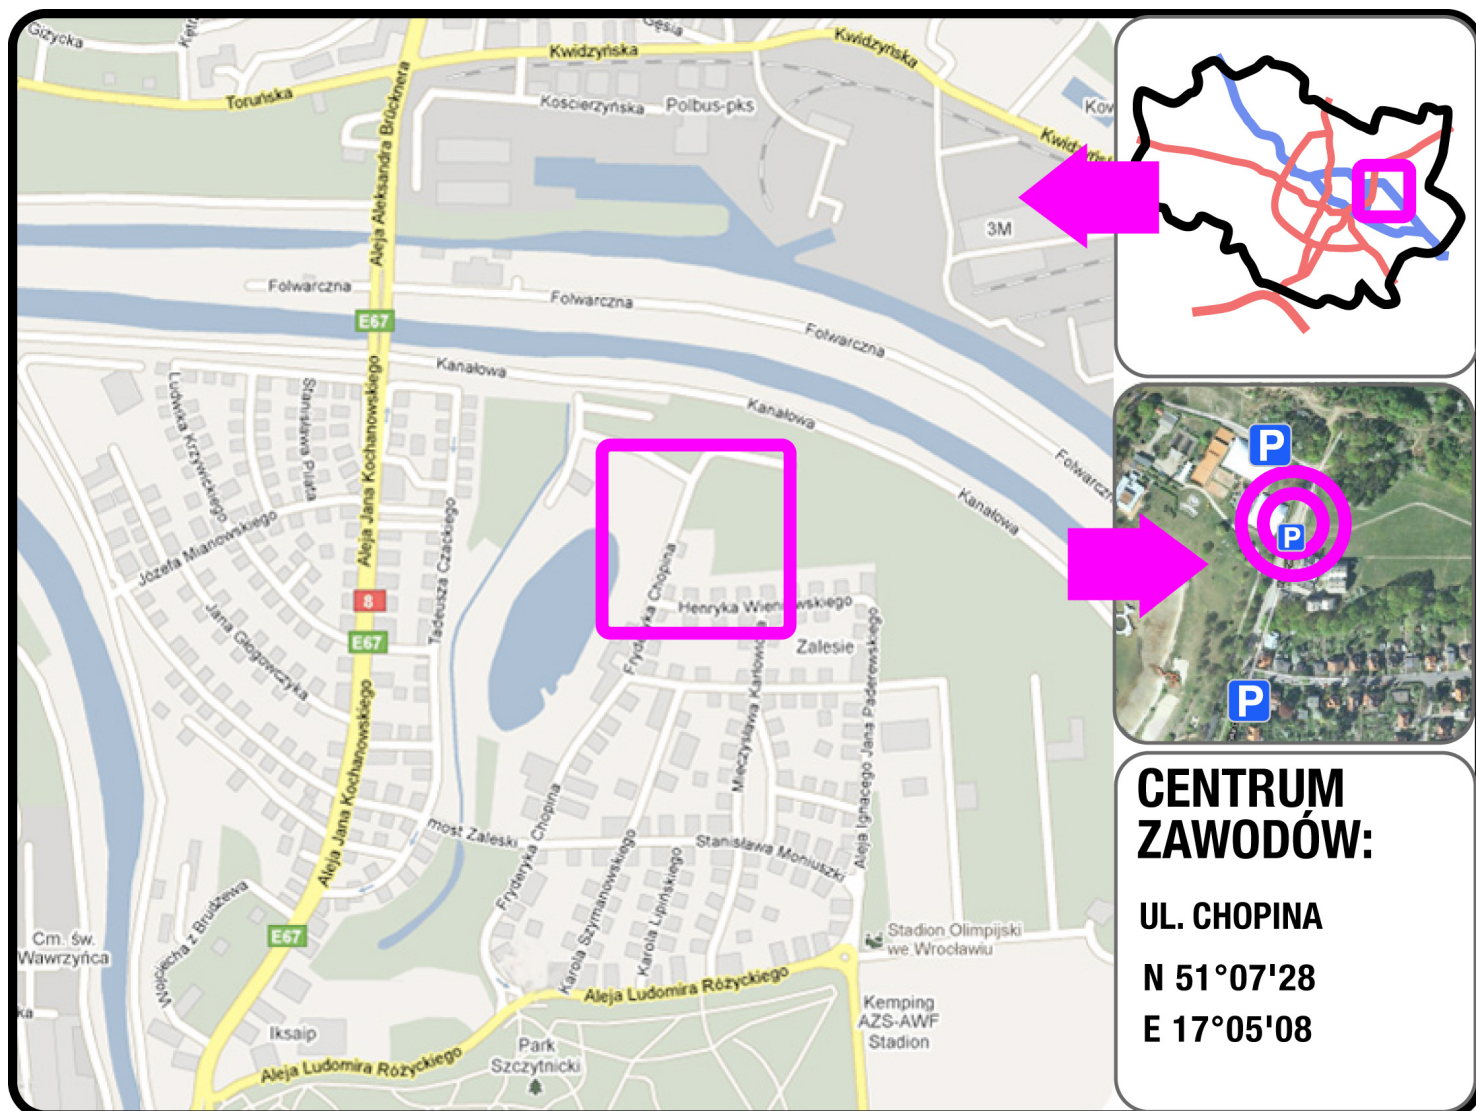 Giżycka
Gęsia
Kwidzyńska
Kwidzyńska
Toruńska
Kościerzyńska
Polbus-pks
Aleja Aleksandra Brücknera
3M
Folwarczna
Folwarczna
Folwarczna
Folwarczn
E67
Kanałowa
Kanałowa
Kanałowa
Ludwika Krzywickiego
Stanisława Piłata
Aleja Jana Kochanowskiego
Józefa Mianowskiego
Tadeusza Czackiego
8
E67
Jana Głogowczyka
Fryderyka Chopina
Henryka Wieniawskiego
Zalesie
Mieczysława Karłowicza
Aleja Ignacego Jana Paderewskiego
Aleja Jana Kochanowskiego
most Zaleski
Fryderyka Chopina
Stanisława Moniuszki
Karola Szymanowskiego
Karola Lipińskiego
Wojciecha z Brudzewa
E67
Cm. św.
Wawrzyńca
Stadion Olimpijski
we Wrocławiu
Aleja Ludomira Różyckiego
Kemping
AZS-AWF
Stadion
Iksaip
Park
Szczytnicki
Aleja Ludomira Różyckiego
P
P
P
CENTRUM
ZAWODÓW:
UL. CHOPINA
N 51°07'28
E 17°05'08